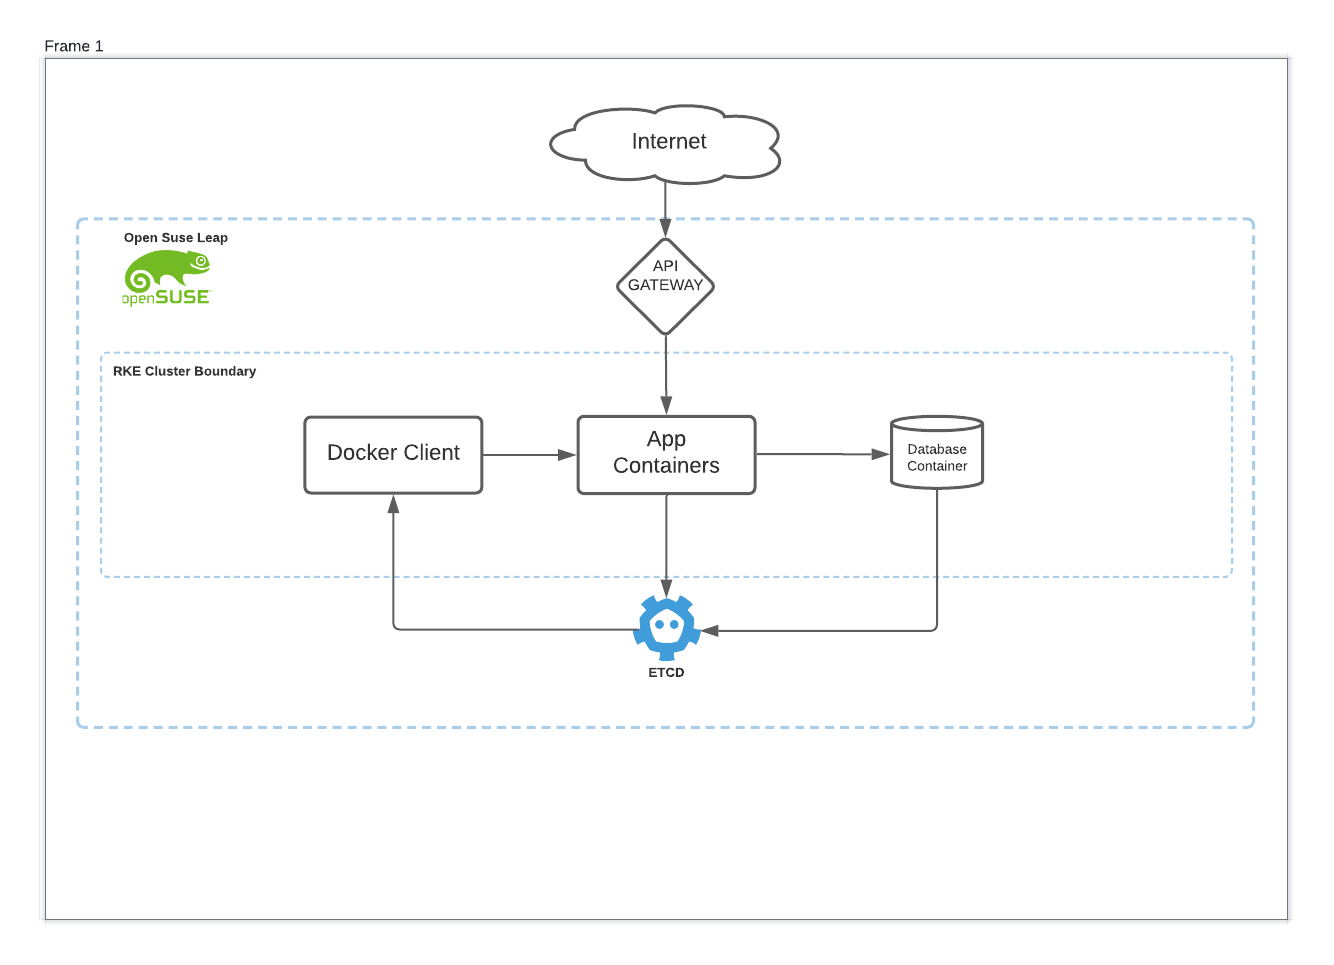 Frame 1
Internet
Open Suse Leap
openSUSE
API
GATEWAY
RKE Cluster Boundary
Docker Client
App
Containers
Database
Container
ETCD